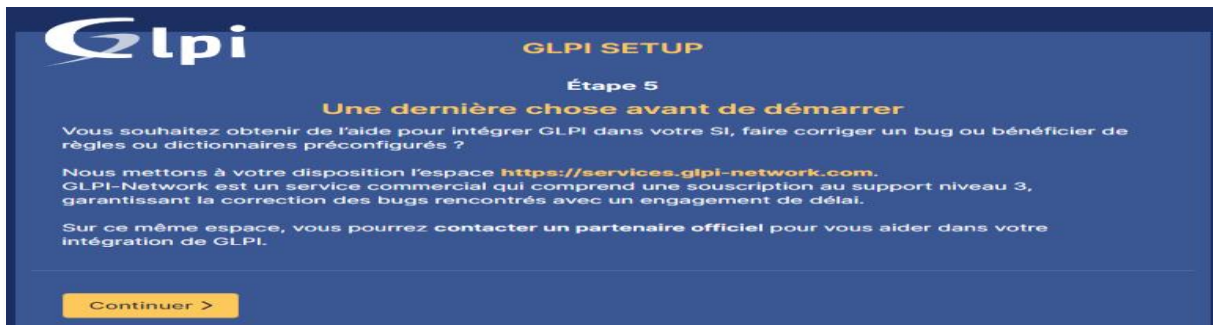 Glpi
GLPI SETUP
Étape 5
Une dernière chose avant de démarrer
Vous souhaitez obtenir de l'aide pour intégrer GLPI dans votre SI, faire corriger un bug ou bénéficier de
règles ou dictionnaires préconfigurés ?
Nous mettons à votre disposition l'espace https://services.glpi-network.com.
GLPI-Network est un service commercial qui comprend une souscription au support niveau 3,
garantissant la correction des bugs rencontrés avec un engagement de délai.
Sur ce même espace, vous pourrez contacter un partenaire officiel pour vous aider dans votre
intégration de GLPI.
Continuer >